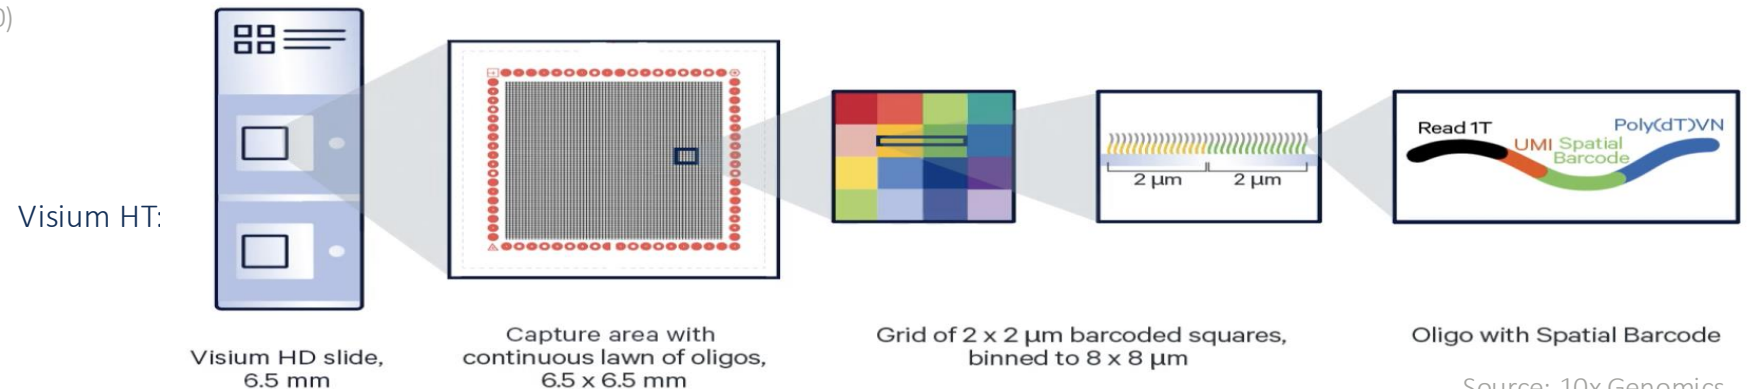 0)
Visium HT:
Read 1T
UMI
Spatial
Barcode
Poly(dT)VN
2 µm
2 µm
Visium HD slide,
6.5 mm
Capture area with
continuous lawn of oligos,
6.5 x 6.5 mm
Grid of 2 x 2 µm barcoded squares,
binned to 8 x 8 µm
Oligo with Spatial Barcode
Source: 10x Genomics